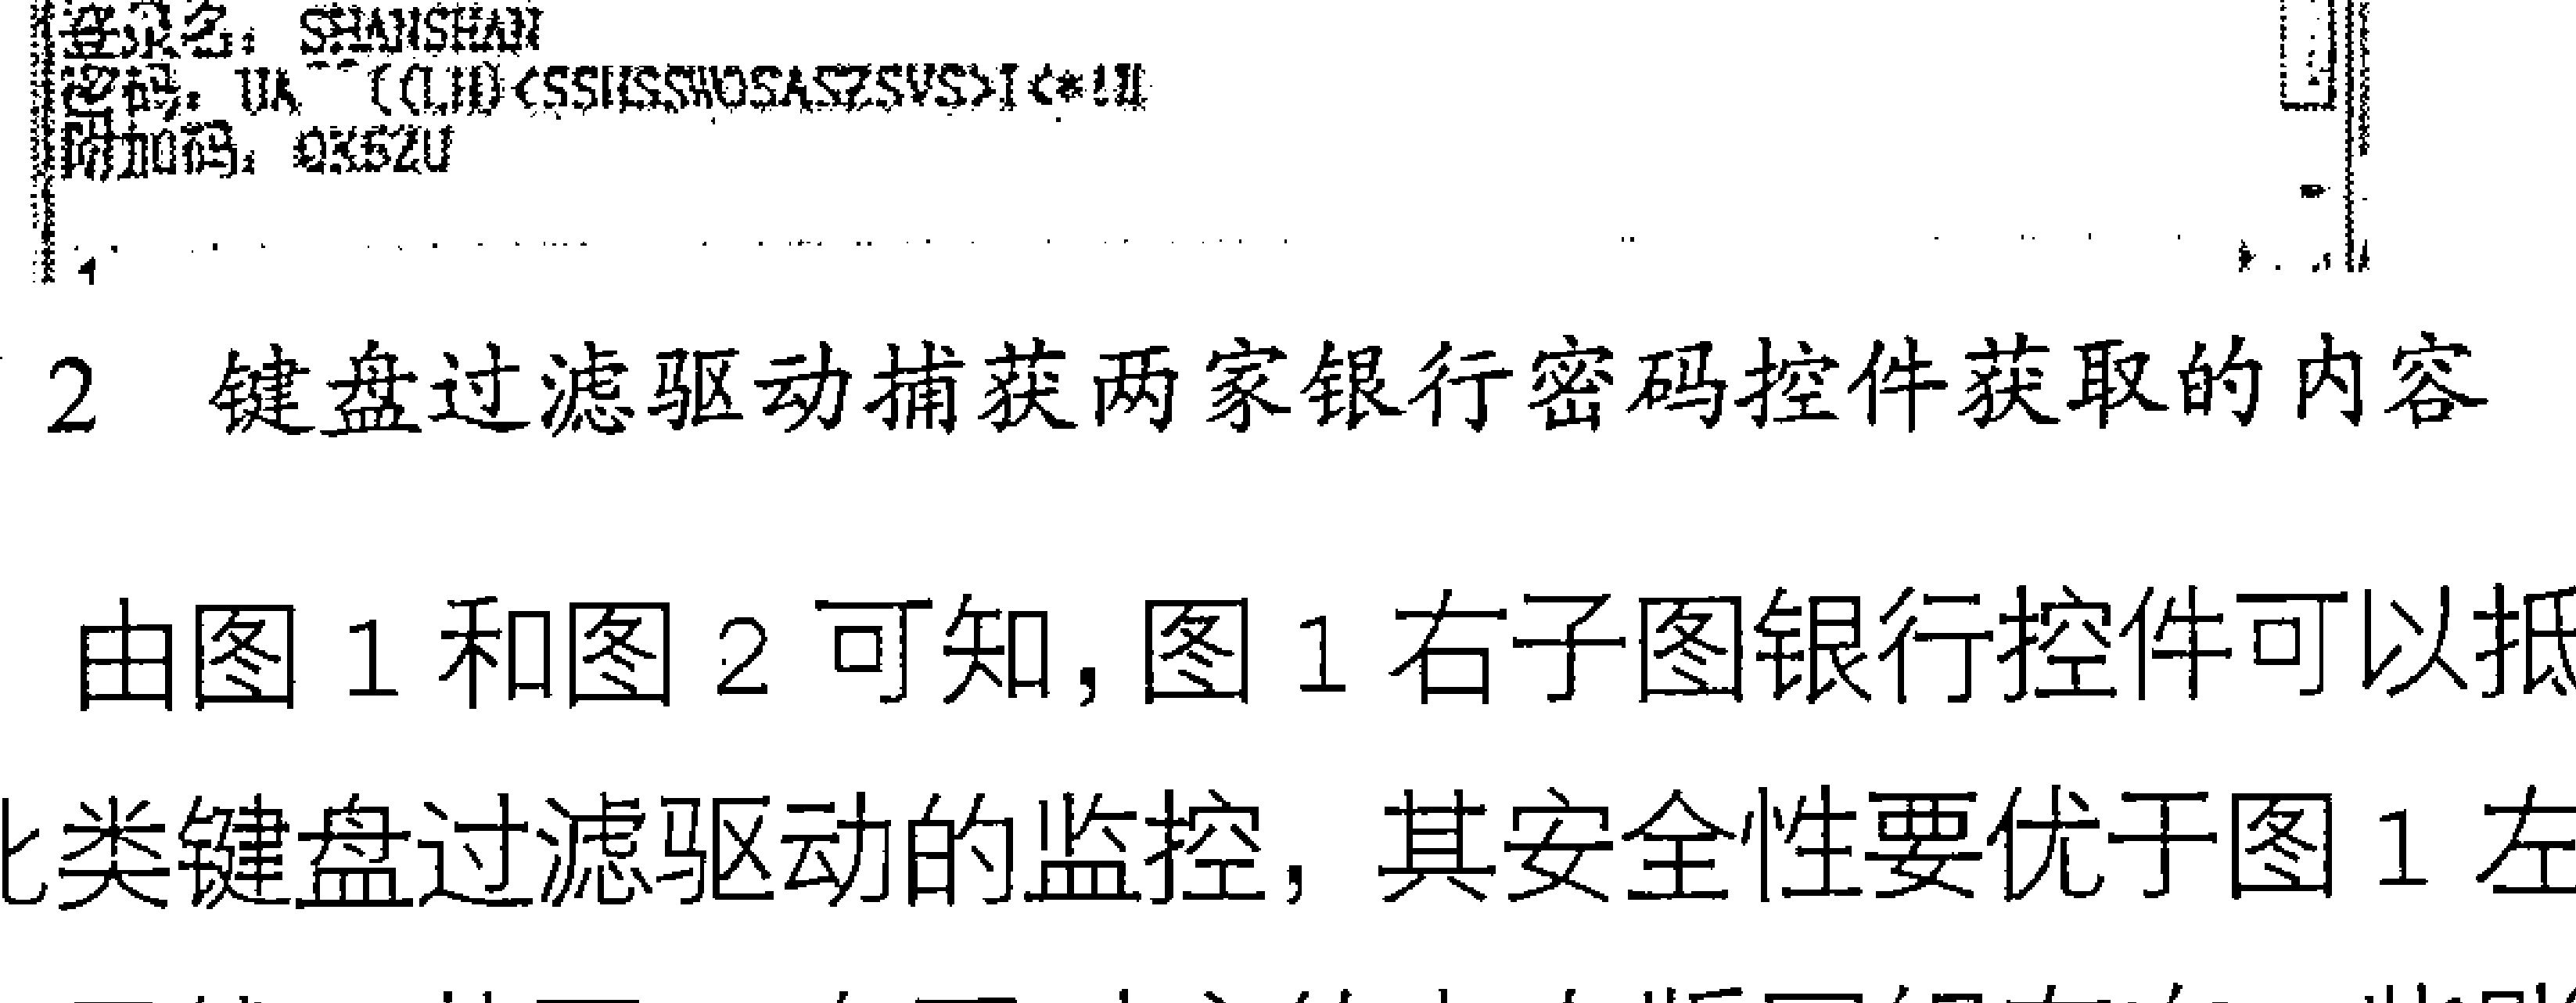 登录名: SHANSHAN
密码: UA
附加码: QK6ZU
2 键盘过滤驱动捕获两家银行密码控件获取的内容
由图 1 和图 2 可知,图 1 右子图银行控件可以抵
类键盘过滤驱动的监控,其安全性要优于图 1 左